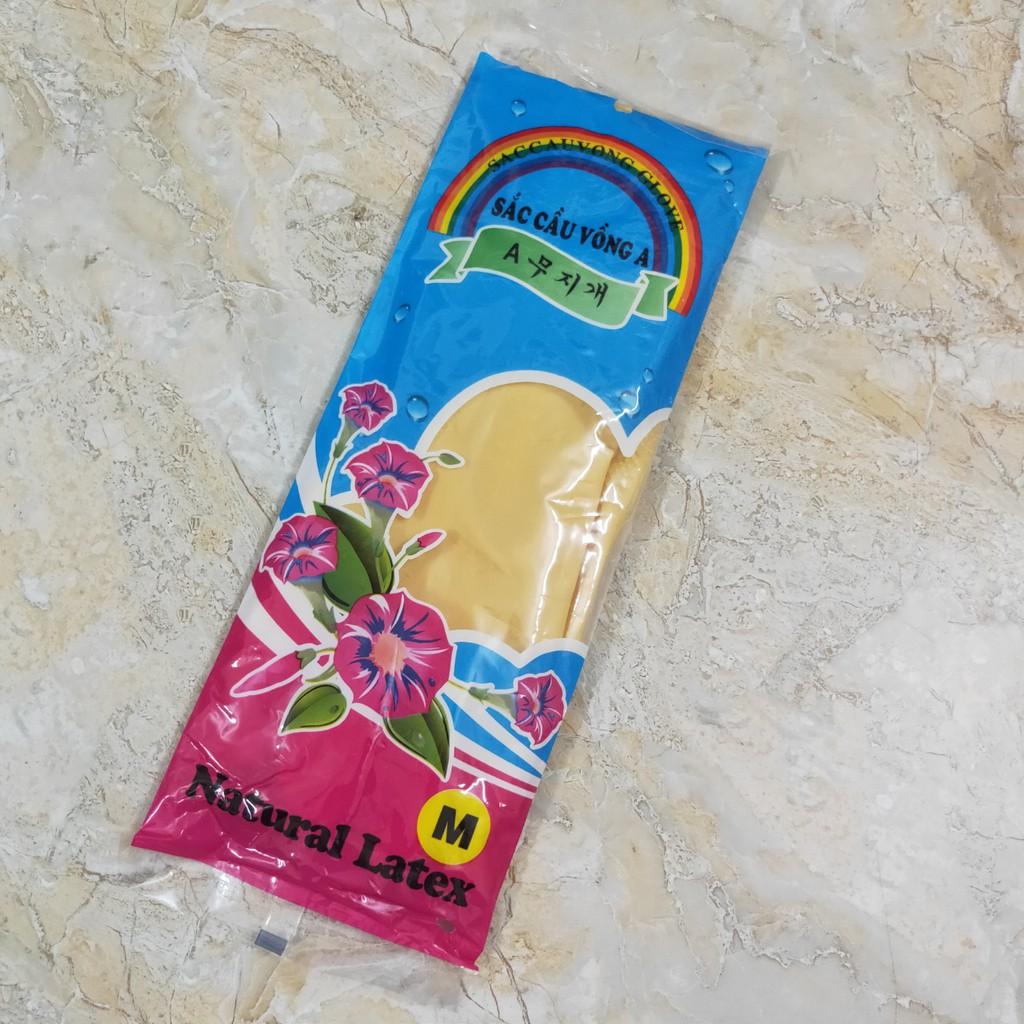 SACCAUVONG GLOVE
SẮC CẦU VỒNG A
A 무지개
Natural Latex
M